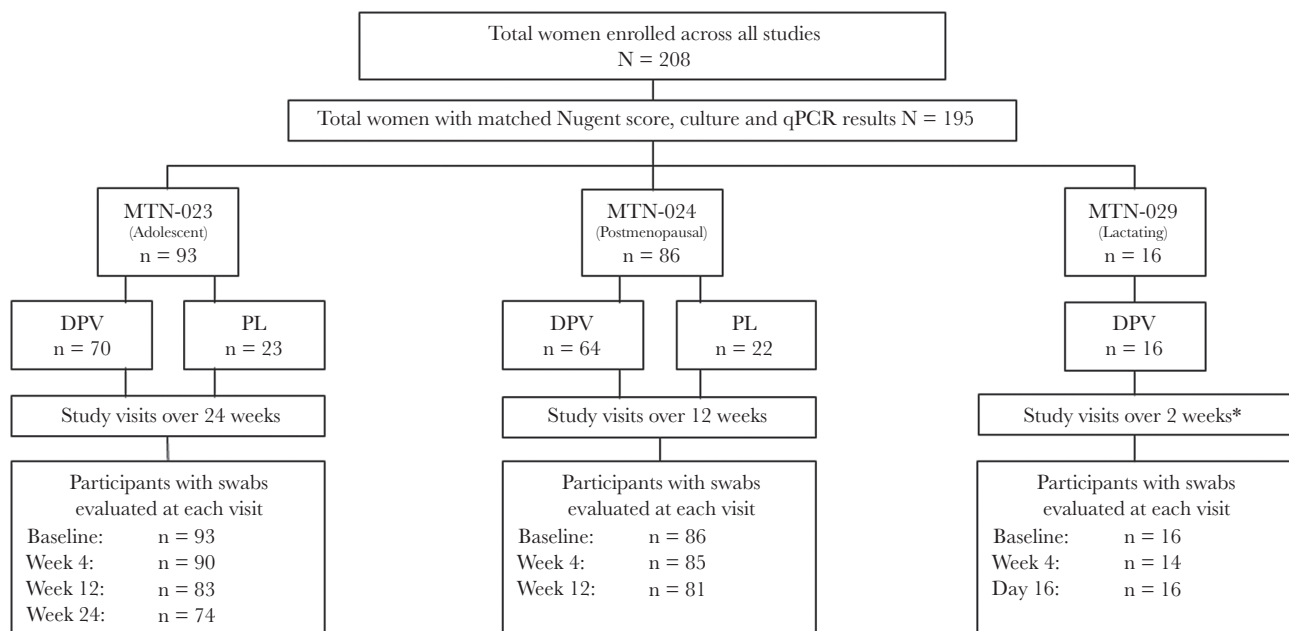 Total women enrolled across all studies
N = 208
Total women with matched Nugent score, culture and qPCR results N = 195
MTN-023
(Adolescent)
n = 93
DPV
n = 70
PL
n = 23
Study visits over 24 weeks
Participants with swabs
evaluated at each visit
Baseline: n = 93
Week 4: n = 90
Week 12: n = 83
Week 24: n = 74
MTN-024
(Postmenopausal)
n = 86
DPV
n = 64
PL
n = 22
Study visits over 12 weeks
Participants with swabs
evaluated at each visit
Baseline: n = 86
Week 4: n = 85
Week 12: n = 81
MTN-029
(Lactating)
n = 16
DPV
n = 16
Study visits over 2 weeks*
Participants with swabs
evaluated at each visit
Baseline: n = 16
Week 4: n = 14
Day 16: n = 16